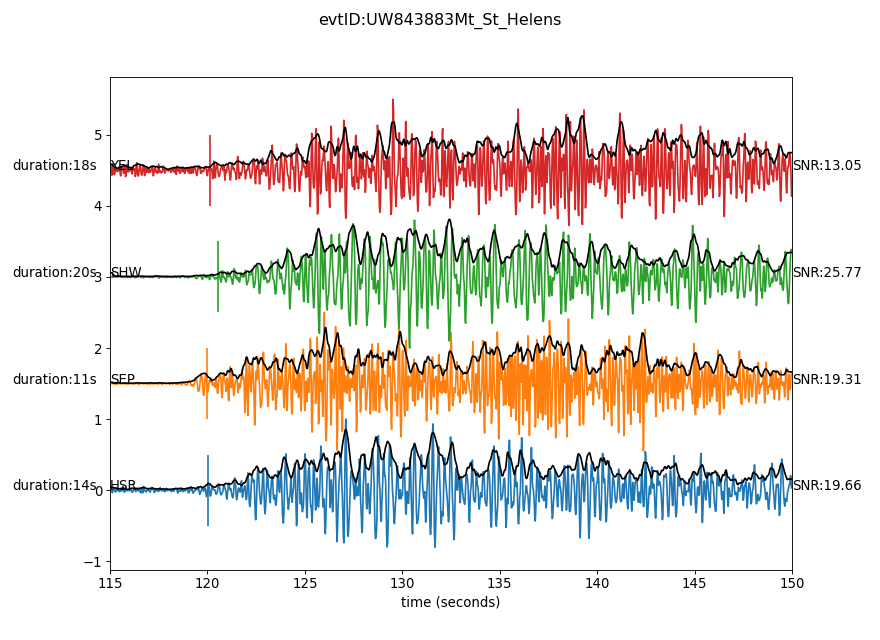 evtID:UW843883Mt_St_Helens
5
duration:18s YEL SNR:13.05
4
duration:20s SHW SNR:25.77
3
2
duration:11s SEP SNR:19.31
1
duration:14s HSR SNR:19.66
0
−1
115 120 125 130 135 140 145 150
time (seconds)